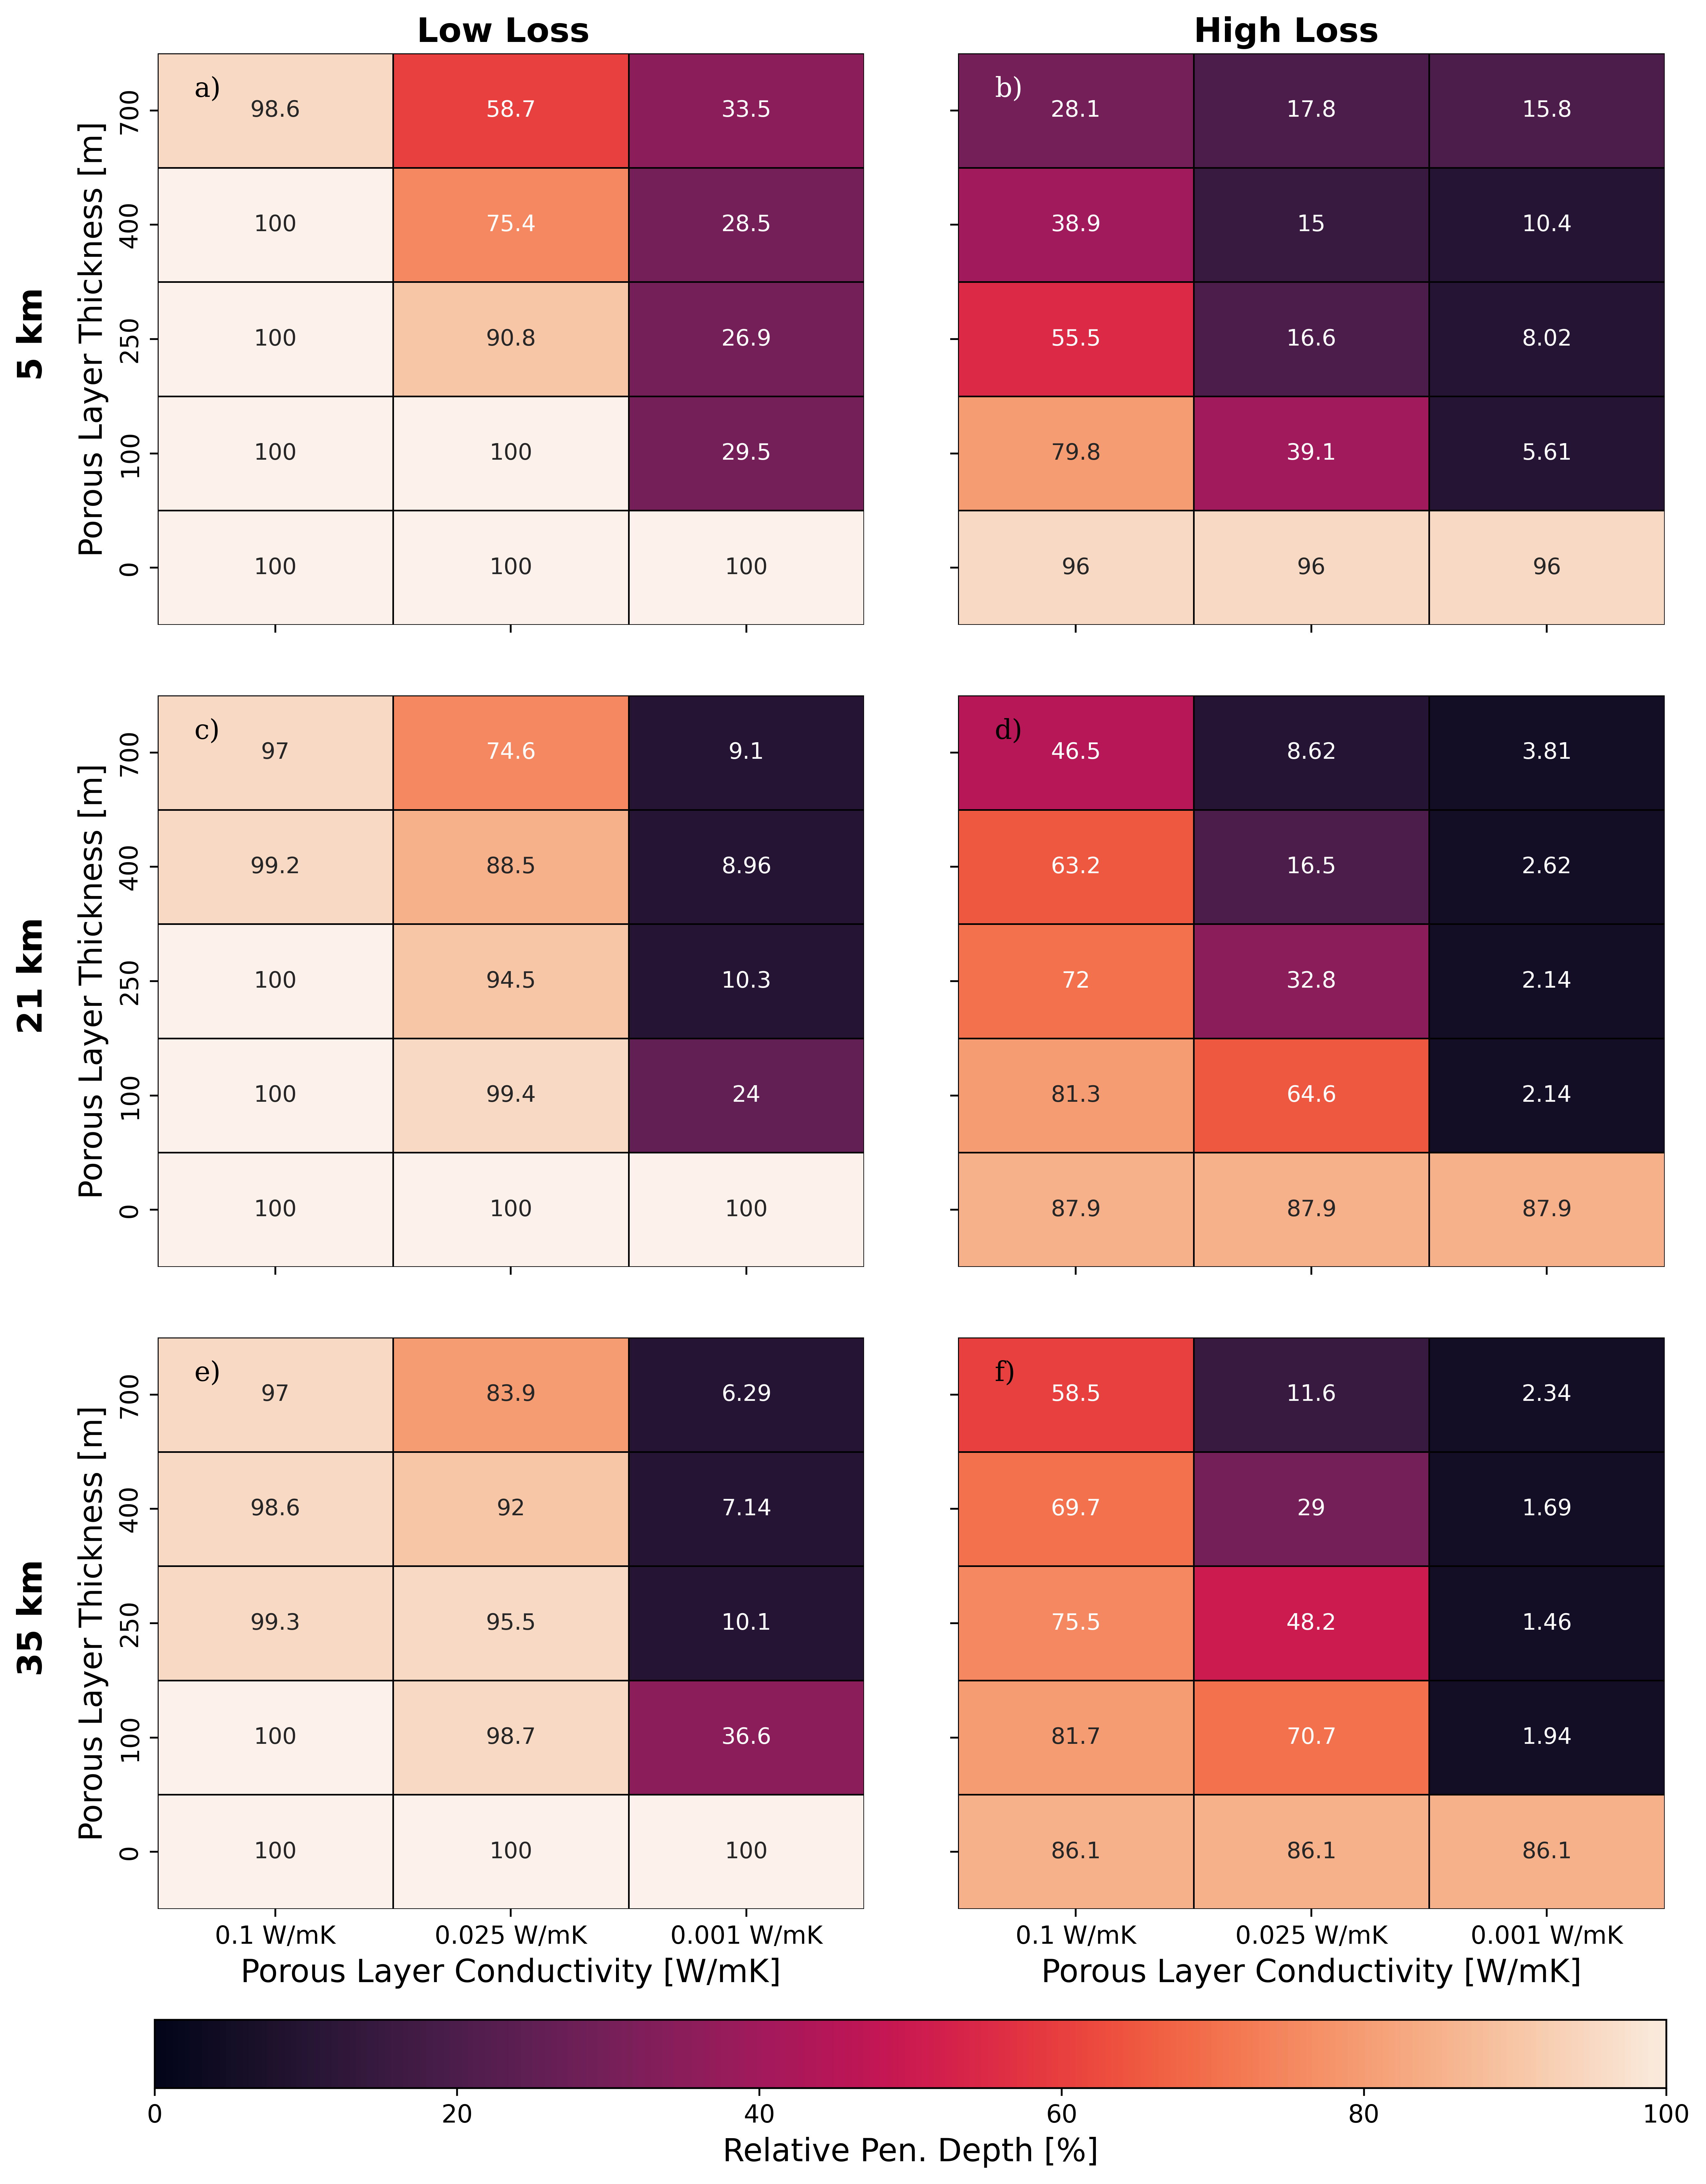 Low Loss
High Loss
5 km
Porous Layer Thickness [m]
a)
b)
700 98.6 58.7 33.5 28.1 17.8 15.8
400 100 75.4 28.5 38.9 15 10.4
250 100 90.8 26.9 55.5 16.6 8.02
100 100 100 29.5 79.8 39.1 5.61
0 100 100 100 96 96 96
21 km
Porous Layer Thickness [m]
c)
d)
700 97 74.6 9.1 46.5 8.62 3.81
400 99.2 88.5 8.96 63.2 16.5 2.62
250 100 94.5 10.3 72 32.8 2.14
100 100 99.4 24 81.3 64.6 2.14
0 100 100 100 87.9 87.9 87.9
35 km
Porous Layer Thickness [m]
e)
f)
700 97 83.9 6.29 58.5 11.6 2.34
400 98.6 92 7.14 69.7 29 1.69
250 99.3 95.5 10.1 75.5 48.2 1.46
100 100 98.7 36.6 81.7 70.7 1.94
0 100 100 100 86.1 86.1 86.1
0.1 W/mK 0.025 W/mK 0.001 W/mK 0.1 W/mK 0.025 W/mK 0.001 W/mK
Porous Layer Conductivity [W/mK]
Porous Layer Conductivity [W/mK]
0 20 40 60 80 100
Relative Pen. Depth [%]